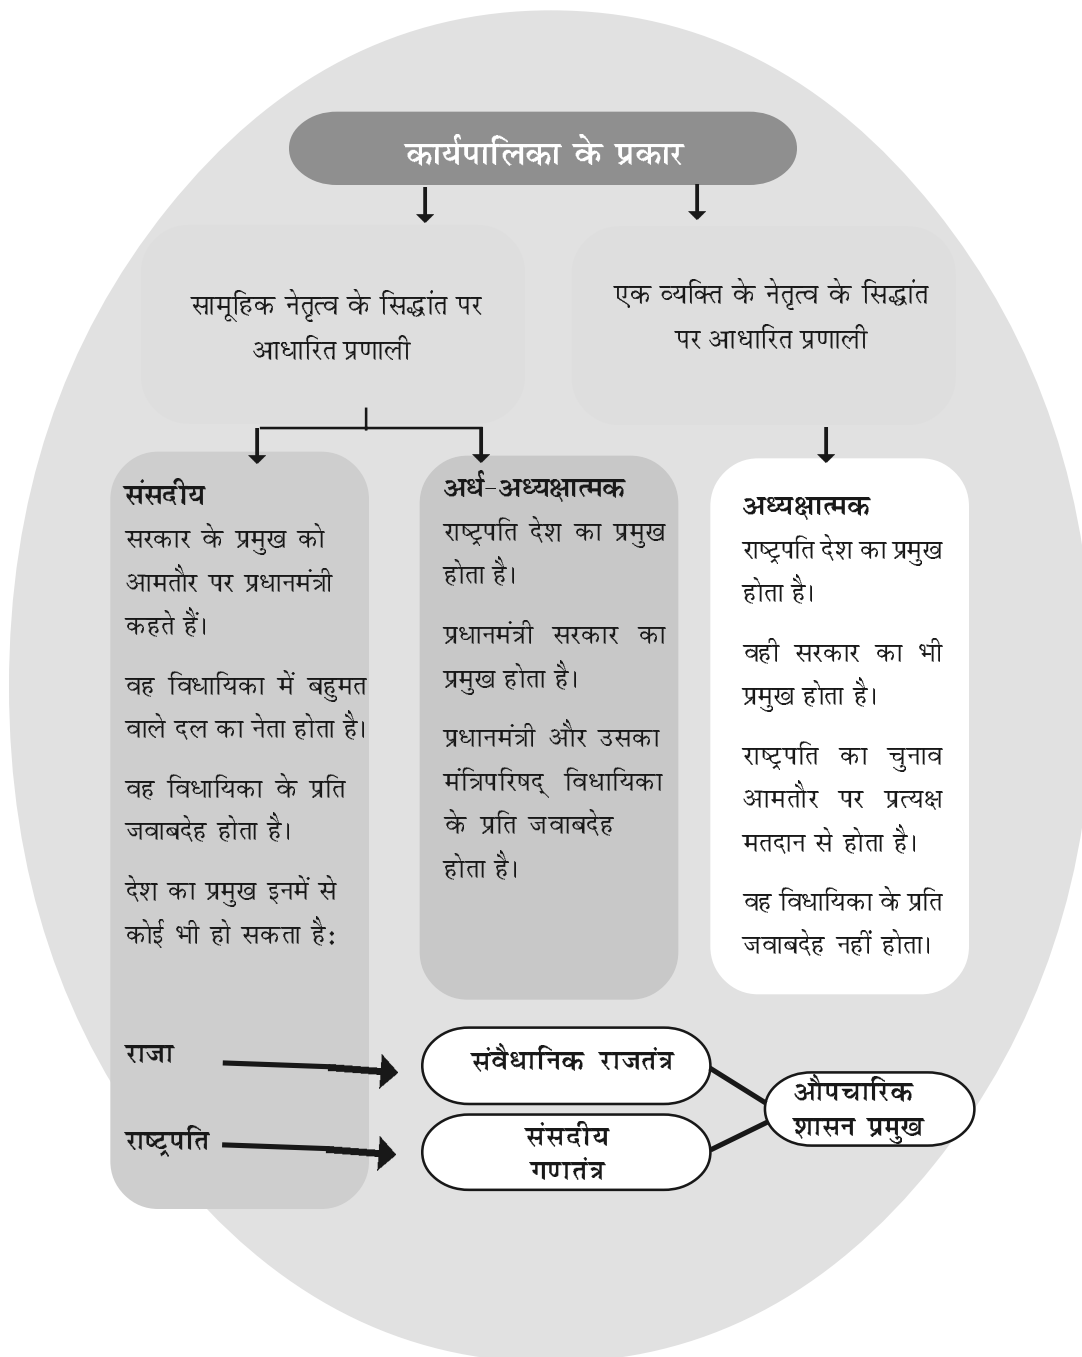 कार्यपालिका के प्रकार
सामूहिक नेतृत्व के सिद्धांत पर
आधारित प्रणाली
एक व्यक्ति के नेतृत्व के सिद्धांत
पर आधारित प्रणाली
संसदीय
सरकार के प्रमुख को
आमतौर पर प्रधानमंत्री
कहते हैं।
वह विधायिका में बहुमत
वाले दल का नेता होता है।
वह विधायिका के प्रति
जवाबदेह होता है।
देश का प्रमुख इनमें से
कोई भी हो सकता है:
राजा
राष्ट्रपति
अर्ध-अध्यक्षात्मक
राष्ट्रपति देश का प्रमुख
होता है।
प्रधानमंत्री सरकार का
प्रमुख होता है।
प्रधानमंत्री और उसका
मंत्रिपरिषद् विधायिका
के प्रति जवाबदेह
होता है।
अध्यक्षात्मक
राष्ट्रपति देश का प्रमुख
होता है।
वही सरकार का भी
प्रमुख होता है।
राष्ट्रपति का चुनाव
आमतौर पर प्रत्यक्ष
मतदान से होता है।
वह विधायिका के प्रति
जवाबदेह नहीं होता।
संवैधानिक राजतंत्र
संसदीय
गणतंत्र
औपचारिक
शासन प्रमुख